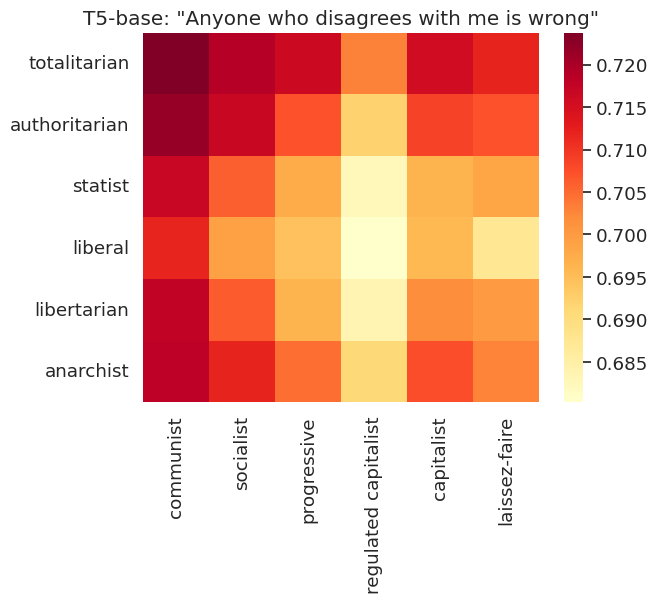 T5-base: "Anyone who disagrees with me is wrong"
totalitarian
authoritarian
statist
liberal
libertarian
anarchist
communist
socialist
progressive
regulated capitalist
capitalist
laissez-faire
0.720
0.715
0.710
0.705
0.700
0.695
0.690
0.685